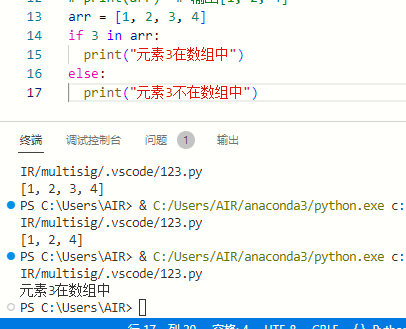 12 # print(arr) # 输出[1, 2, 4]
13 arr = [1, 2, 3, 4]
14 if 3 in arr:
15 print("元素3在数组中")
16 else:
17 print("元素3不在数组中")
终端 调试控制台 问题 1 输出
IR/multisig/.vscode/123.py
[1, 2, 3, 4]
PS C:\Users\AIR> & C:/Users/AIR/anaconda3/python.exe c:
IR/multisig/.vscode/123.py
[1, 2, 4]
PS C:\Users\AIR> & C:/Users/AIR/anaconda3/python.exe c:
IR/multisig/.vscode/123.py
元素3在数组中
PS C:\Users\AIR>
行 17, 列 20 空格: 4 UTF-8 CRLF {} Python